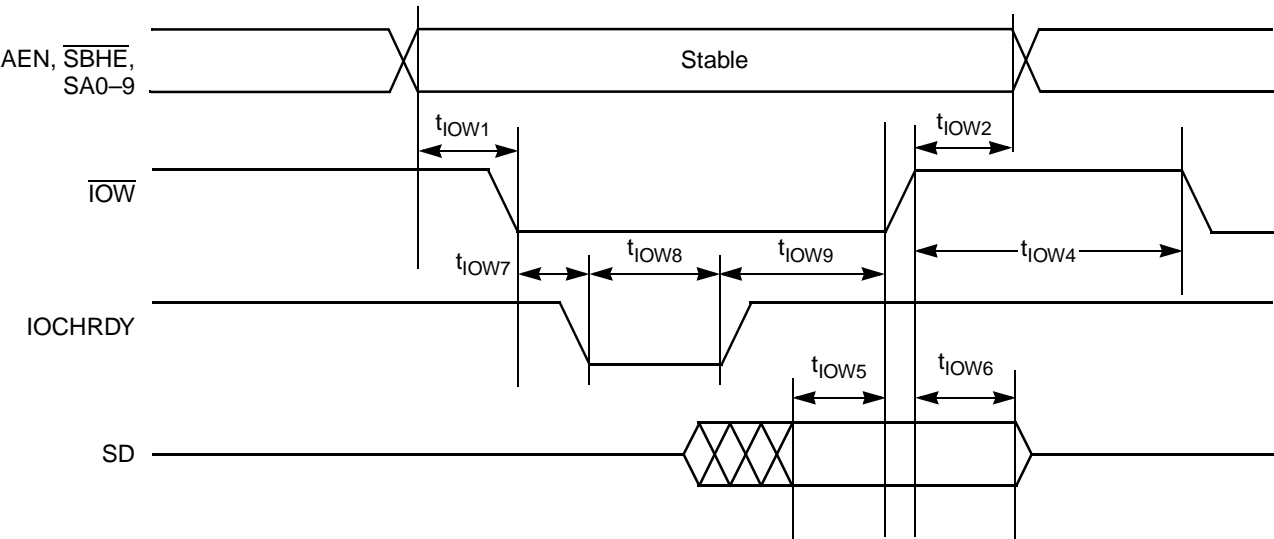 AEN, SBHE,
SA0–9
Stable
tIOW1
tIOW2
IOW
tIOW7
tIOW8
tIOW9
tIOW4
IOCHRDY
tIOW5
tIOW6
SD